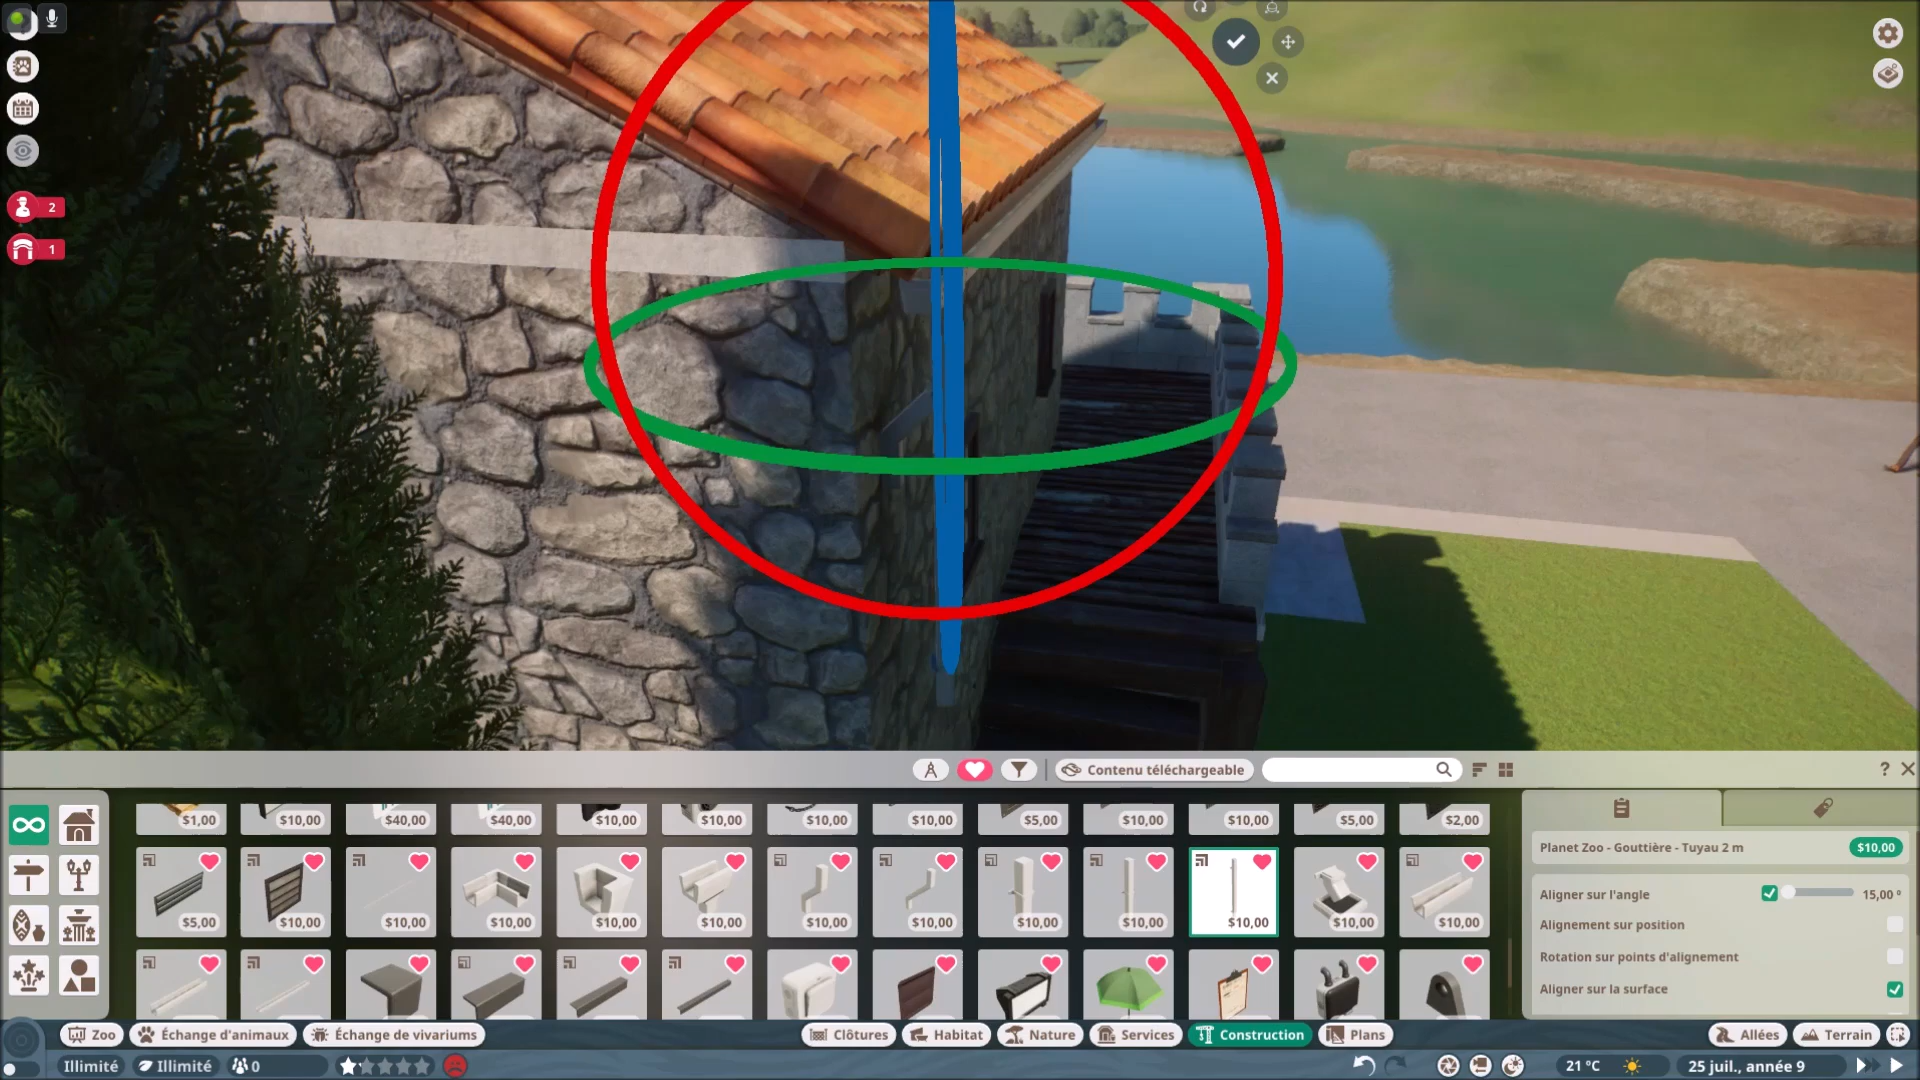 2
1
Contenu téléchargeable
?
$1,00
$10,00
$40,00
$40,00
$10,00
$10,00
$10,00
$10,00
$5,00
$10,00
$10,00
$5,00
$2,00
$5,00
$10,00
$10,00
$10,00
$10,00
$10,00
$10,00
$10,00
$10,00
$10,00
$10,00
$10,00
$10,00
Planet Zoo - Gouttière - Tuyau 2 m
$10,00
Aligner sur l'angle
15,00 °
Alignement sur position
Rotation sur points d'alignement
Aligner sur la surface
Zoo
Échange d'animaux
Échange de vivariums
Clôtures
Habitat
Nature
Services
Construction
Plans
Allées
Terrain
Illimité
Illimité
0
21 °C
25 juil., année 9